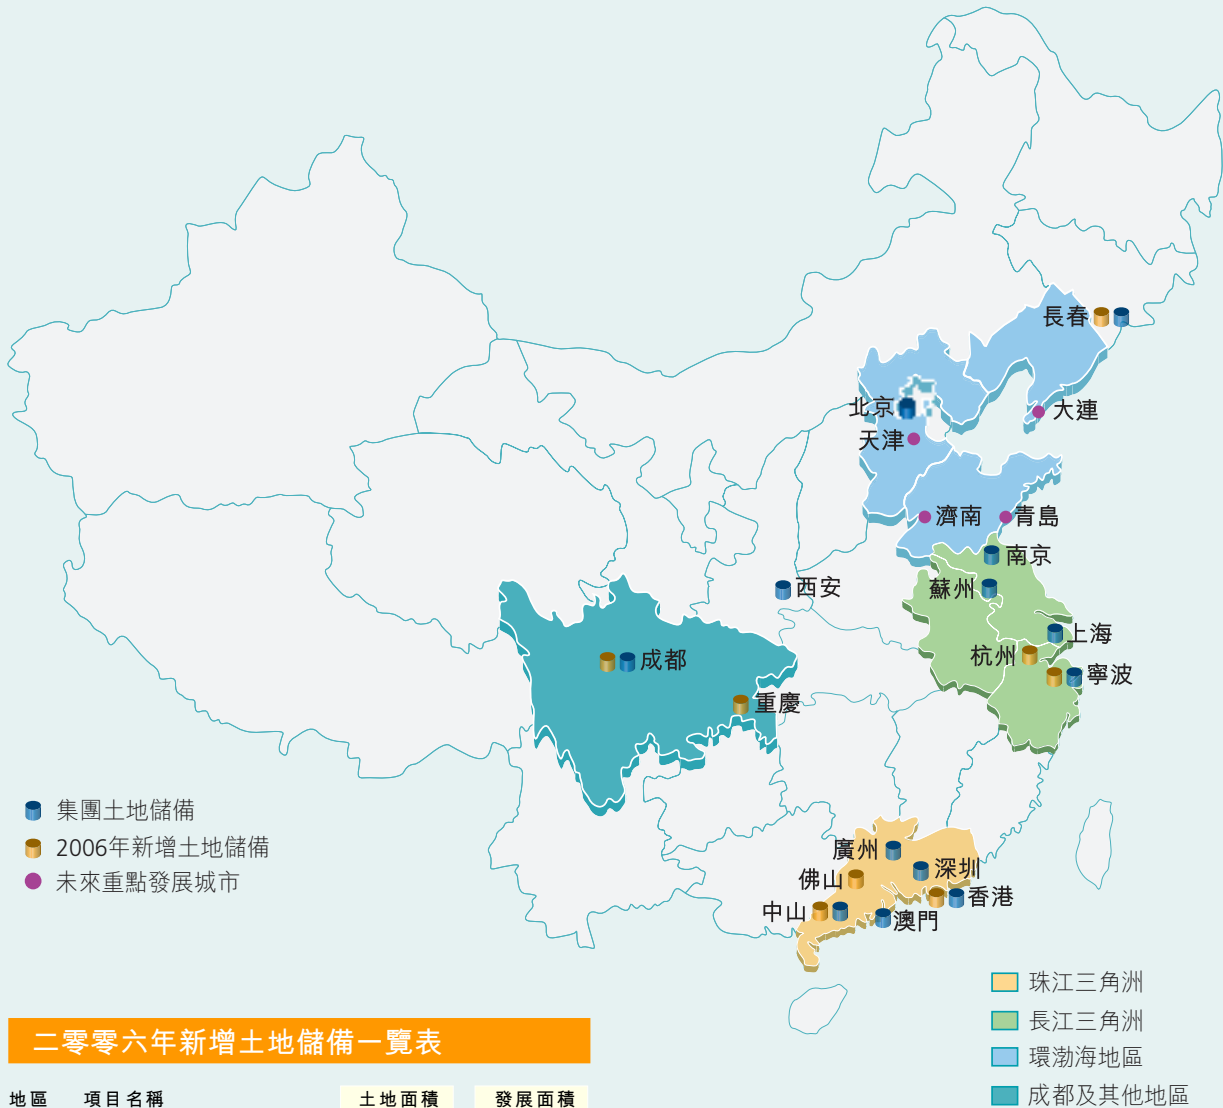 長春
北京
大連
天津
濟南
青島
南京
西安
蘇州
上海
杭州
成都
寧波
重慶
集團土地儲備
2006年新增土地儲備
未來重點發展城市
廣州
深圳
佛山
香港
中山
澳門
珠江三角洲
長江三角洲
環渤海地區
成都及其他地區
二零零六年新增土地儲備一覽表
地區 項目名稱 土地面積 發展面積